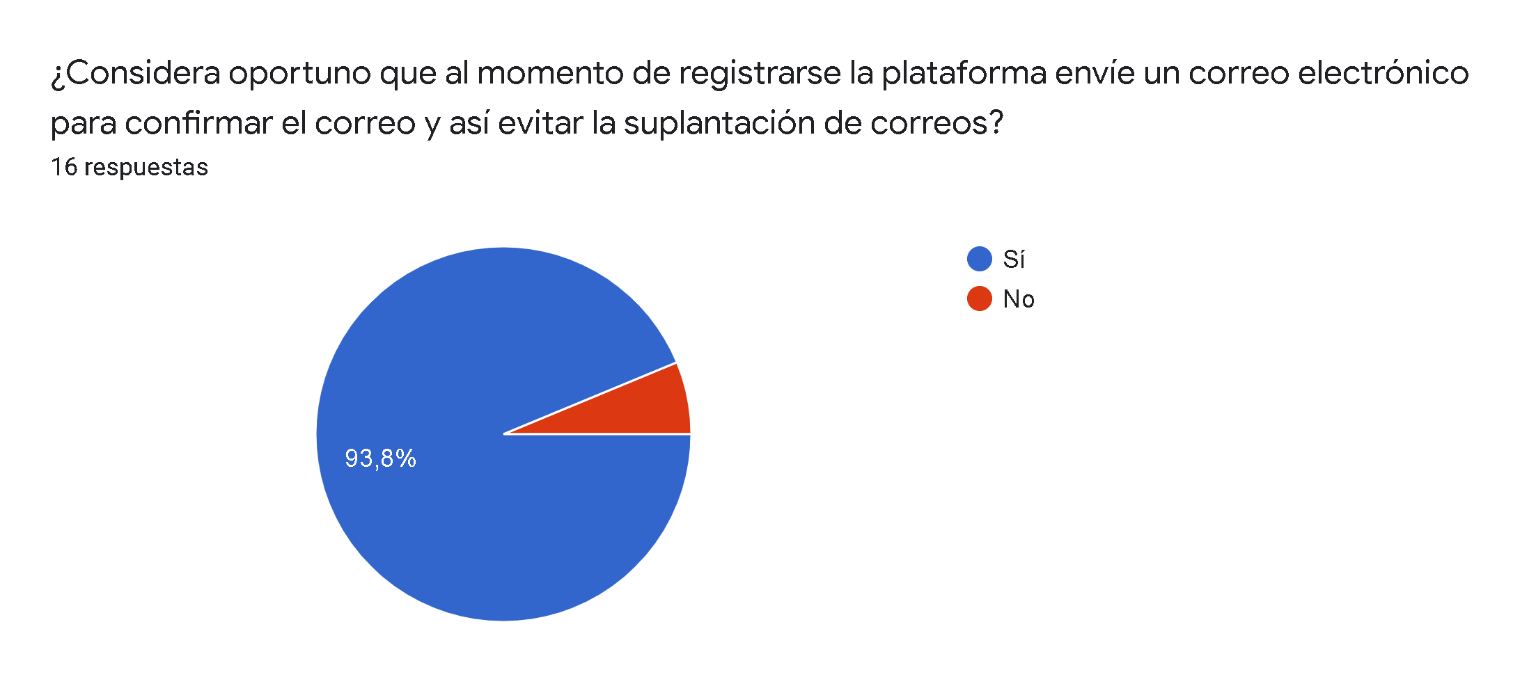 ¿Considera oportuno que al momento de registrarse la plataforma envíe un correo electrónico
para confirmar el correo y así evitar la suplantación de correos?
16 respuestas
Sí
No
93,8%